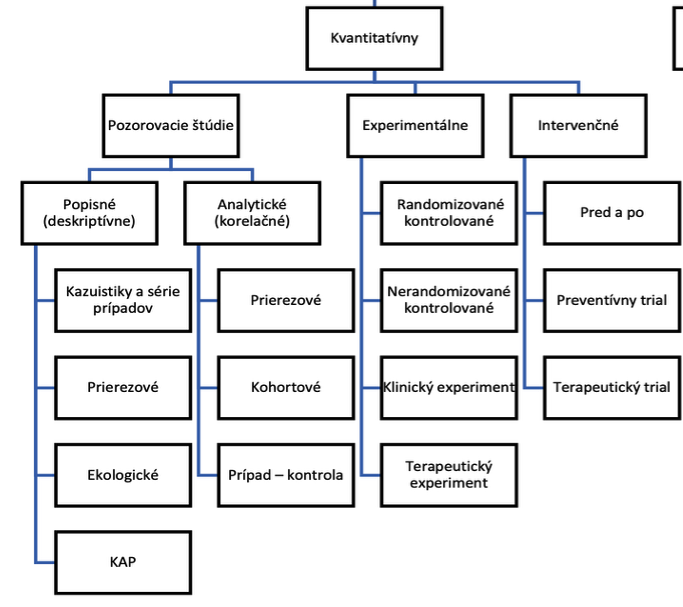 Kvantitatívny
Pozorovacie štúdie
Experimentálne
Intervenčné
Popisné
(deskriptívne)
Analytické
(korelačné)
Randomizované
kontrolované
Pred a po
Kazuistiky a série
prípadov
Prierezové
Nerandomizované
kontrolované
Preventívny trial
Prierezové
Kohortové
Klinický experiment
Terapeutický trial
Ekologické
Prípad – kontrola
Terapeutický
experiment
KAP